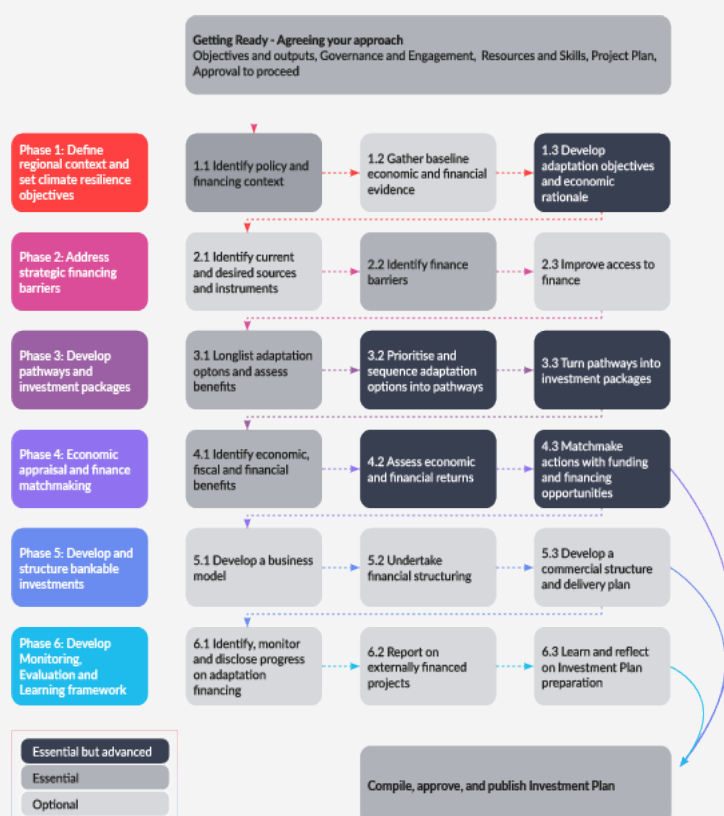 Getting Ready - Agreeing your approach
Objectives and outputs, Governance and Engagement, Resources and Skills, Project Plan,
Approval to proceed
Phase 1: Define
regional context and
set climate resilience
objectives
1.1 Identify policy and
financing context
1.2 Gather baseline
economic and financial
evidence
1.3 Develop
adaptation objectives
and economic
rationale
Phase 2: Address
strategic financing
barriers
2.1 Identify current
and desired sources
and instruments
2.2 Identify finance
barriers
2.3 Improve access to
finance
Phase 3: Develop
pathways and
investment packages
3.1 Longlist adaptation
optons and assess
benefits
3.2 Prioritise and
sequence adaptation
options into pathways
3.3 Turn pathways into
investment packages
Phase 4: Economic
appraisal and finance
matchmaking
4.1 Identify economic,
fiscal and financial
benefits
4.2 Assess economic
and financial returns
4.3 Matchmake
actions with funding
and financing
opportunities
Phase 5: Develop and
structure bankable
investments
5.1 Develop a business
model
5.2 Undertake
financial structuring
5.3 Develop a
commercial structure
and delivery plan
Phase 6: Develop
Monitoring,
Evaluation and
Learning framework
6.1 Identify, monitor
and disclose progress
on adaptation
financing
6.2 Report on
externally financed
projects
6.3 Learn and reflect
on Investment Plan
preparation
Essential but advanced
Essential
Optional
Compile, approve, and publish Investment Plan